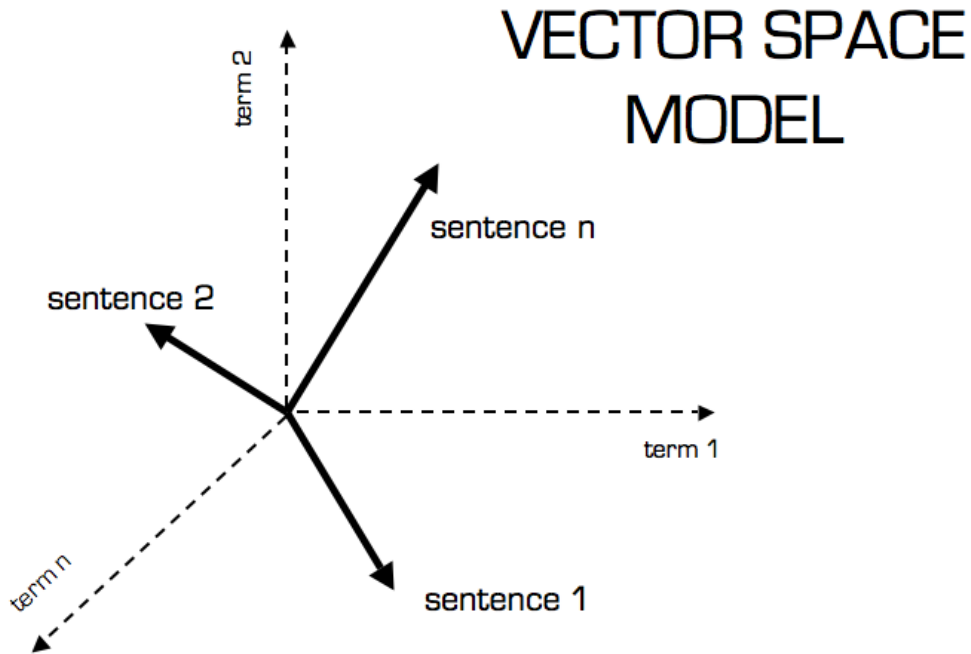 VECTOR SPACE
MODEL
term 2
sentence n
sentence 2
term 1
term n
sentence 1